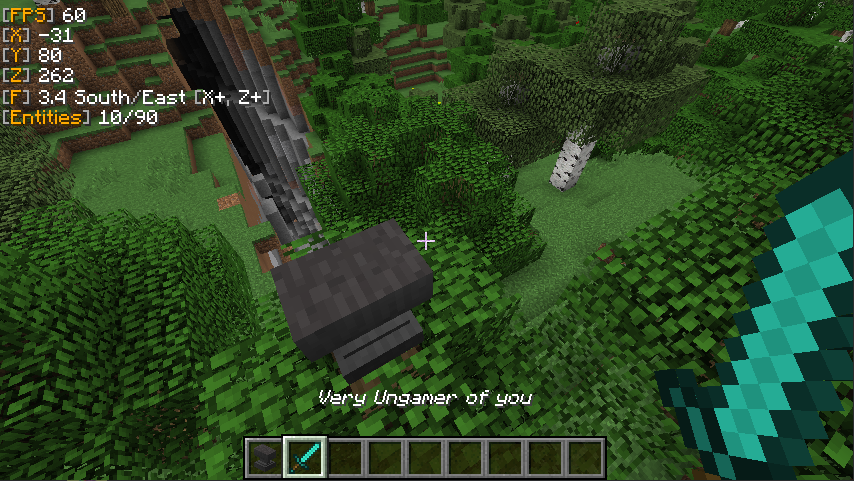 [FPS] 60
[X] -31
[Y] 80
[Z] 262
[F] 3.4 South/East [X+, Z+]
[Entities] 10/90
Very Ungamer of you